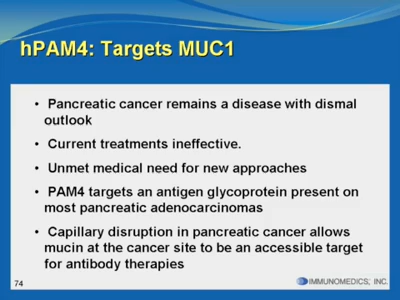 hPAM4: Targets MUC1
• Pancreatic cancer remains a disease with dismal
outlook
• Current treatments ineffective.
• Unmet medical need for new approaches
• PAM4 targets an antigen glycoprotein present on
most pancreatic adenocarcinomas
• Capillary disruption in pancreatic cancer allows
mucin at the cancer site to be an accessible target
for antibody therapies
74
IMMUNOMEDICS, INC.